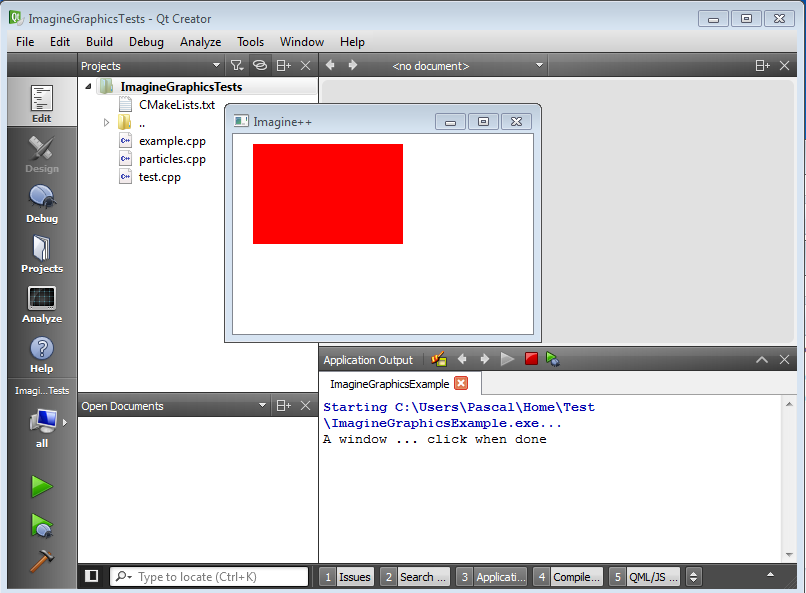 ImagineGraphicsTests - Qt Creator
File Edit Build Debug Analyze Tools Window Help
Projects
<no document>
ImagineGraphicsTests
CMakeLists.txt
..
example.cpp
particles.cpp
test.cpp
Imagine++
Edit
Design
Debug
Projects
Analyze
Help
Imagi...Tests
all
Open Documents
Application Output
ImagineGraphicsExample
Starting C:\Users\Pascal\Home\Test
\ImagineGraphicsExample.exe...
A window ... click when done
Type to locate (Ctrl+K)
1 Issues 2 Search ... 3 Applicati... 4 Compile... 5 QML/JS ...